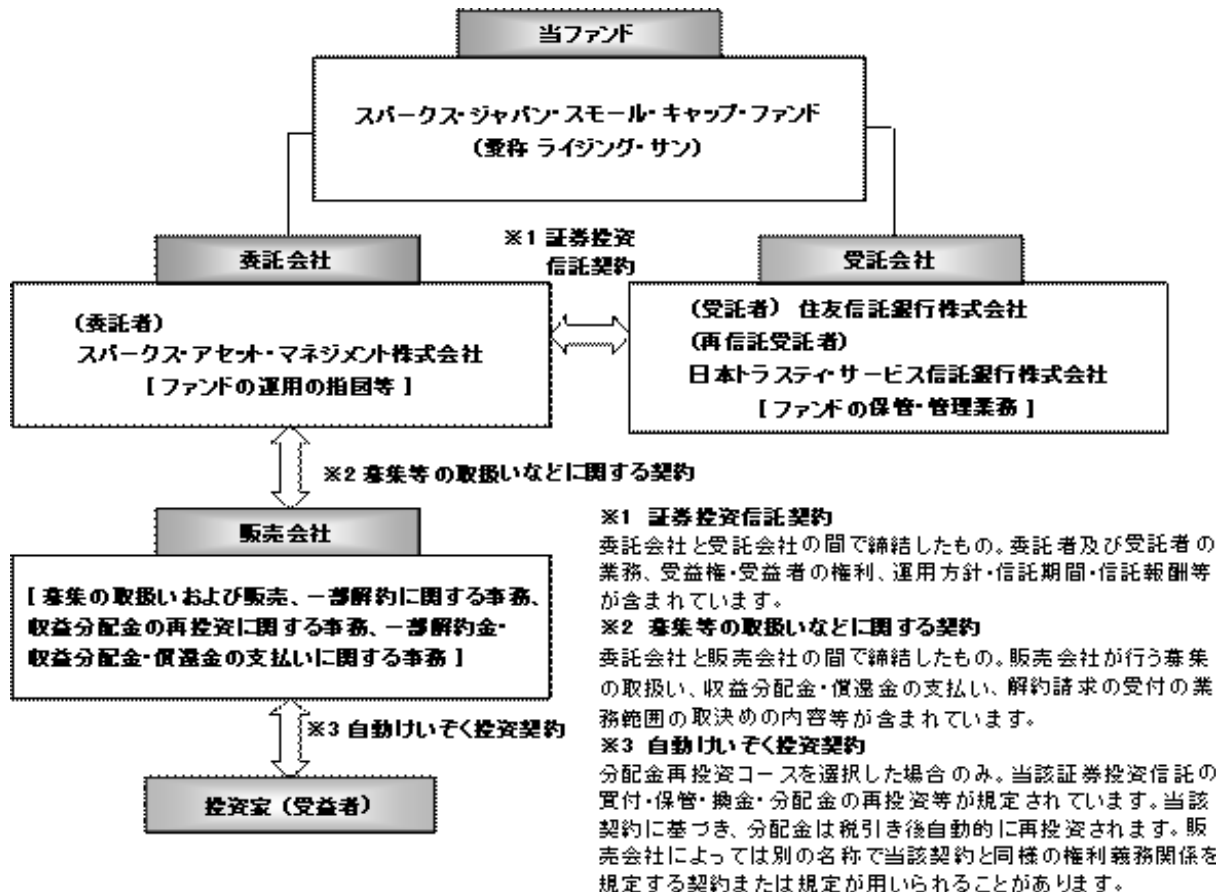 当ファンド
スパークス・ジャパン・スモール・キャップ・ファンド
(愛称 ライジング・サン)
委託会社
※1 証券投資
信託契約
受託会社
(委託者)
スパークス・アセット・マネジメント株式会社
[ ファンドの運用の指図等 ]
(受託者) 住友信託銀行株式会社
(再信託受託者)
日本トラスティ・サービス信託銀行株式会社
[ ファンドの保管・管理業務 ]
※2 募集等の取扱いなどに関する契約
販売会社
[ 募集の取扱いおよび販売、一部解約に関する事務、
収益分配金の再投資に関する事務、一部解約金・
収益分配金・償還金の支払いに関する事務 ]
※3 自動けいぞく投資契約
投資家 (受益者)
※1 証券投資信託契約
委託会社と受託会社の間で締結したもの。委託者及び受託者の
業務、受益権・受益者の権利、運用方針・信託期間・信託報酬等
が含まれています。
※2 募集等の取扱いなどに関する契約
委託会社と販売会社の間で締結したもの。販売会社が行う募集
の取扱い、収益分配金・償還金の支払い、解約請求の受付の業
務範囲の取決めの内容等が含まれています。
※3 自動けいぞく投資契約
分配金再投資コースを選択した場合のみ。当該証券投資信託の
買付・保管・換金・分配金の再投資等が規定されています。当該
契約に基づき、分配金は税引き後自動的に再投資されます。販
売会社によっては別の名称で当該契約と同様の権利義務関係を
規定する契約または規定が用いられることがあります。